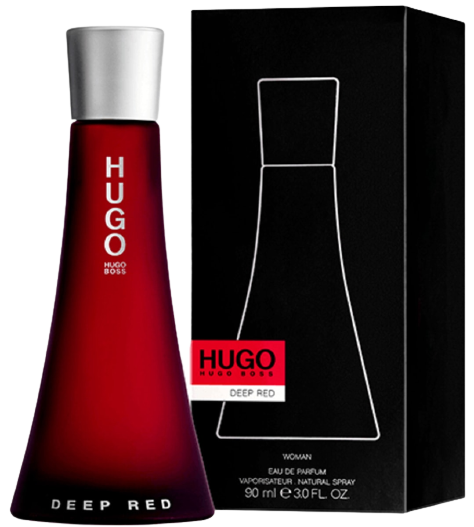 HUGO
HUGO
BOSS
DEEP RED
HUGO
HUGO BOSS
DEEP RED
WOMAN
EAU DE PARFUM
VAPORISATEUR . NATURAL SPRAY
90 ml ℮ 3.0 FL. OZ.